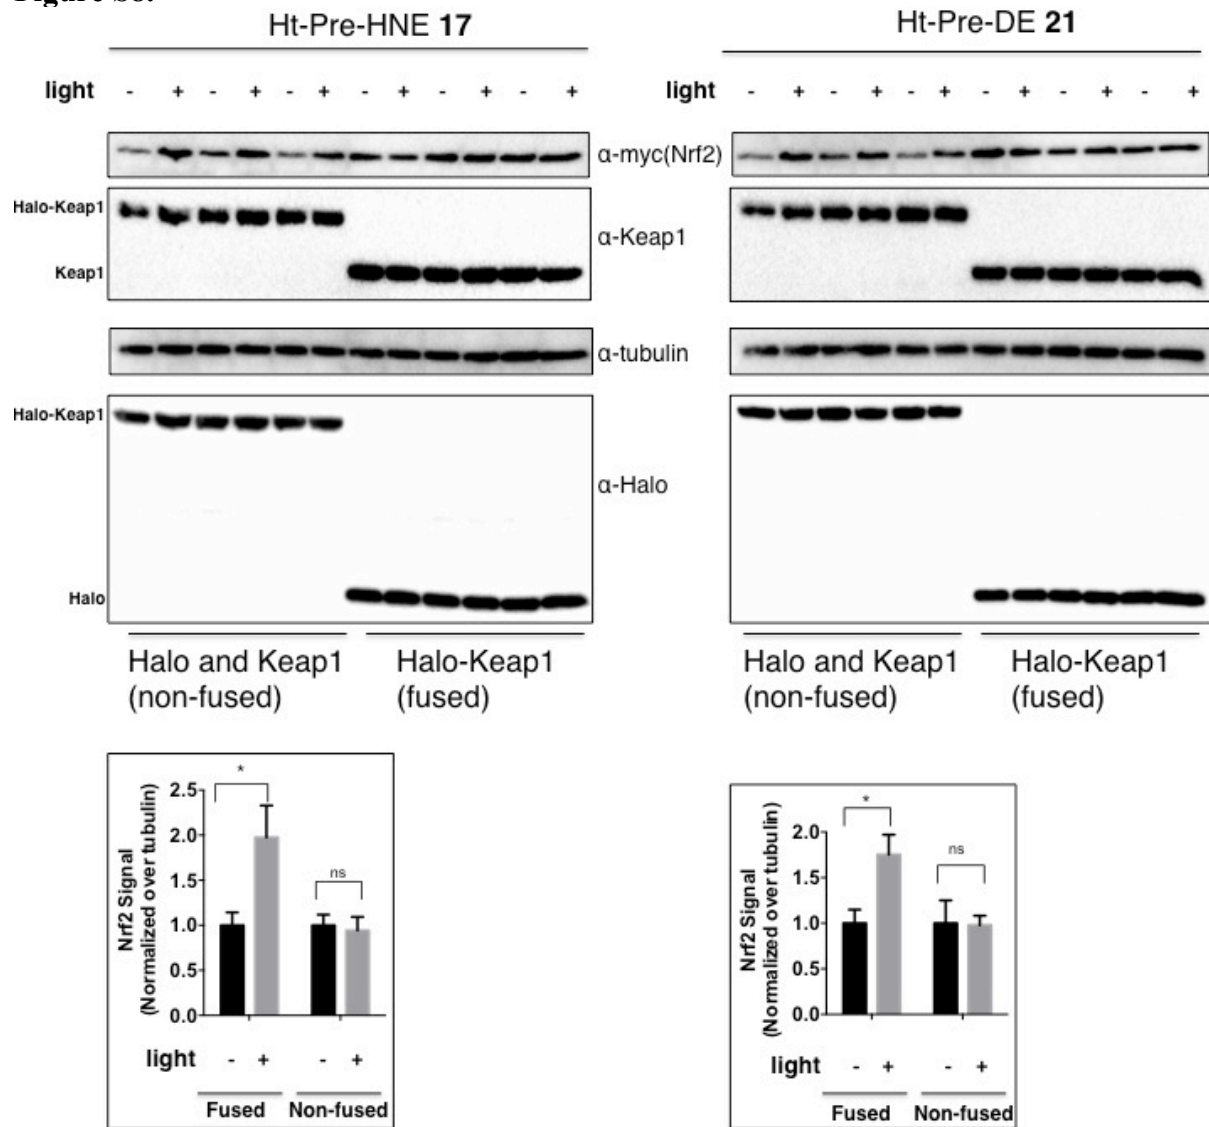 Ht-Pre-HNE 17
light - + - + - + - + - + - +
α-myc(Nrf2)
Halo-Keap1
α-Keap1
Keap1
α-tubulin
Halo-Keap1
α-Halo
Halo
Halo and Keap1
(non-fused)
Halo-Keap1
(fused)
Ht-Pre-DE 21
light - + - + - + - + - + - +
Halo and Keap1
(non-fused)
Halo-Keap1
(fused)
Nrf2 Signal
(Normalized over tubulin)
2.5
2.0
1.5
1.0
0.5
0.0
*
ns
light - + - +
Fused Non-fused
Nrf2 Signal
(Normalized over tubulin)
2.0
1.5
1.0
0.5
0.0
*
ns
light - + - +
Fused Non-fused